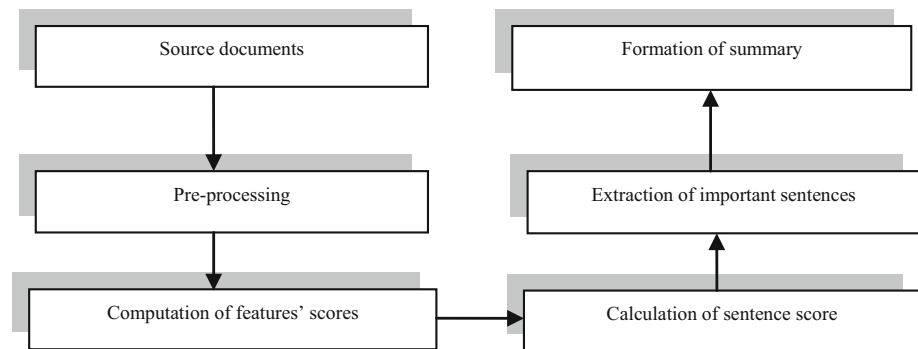 Source documents
Pre-processing
Computation of features’ scores
Calculation of sentence score
Extraction of important sentences
Formation of summary